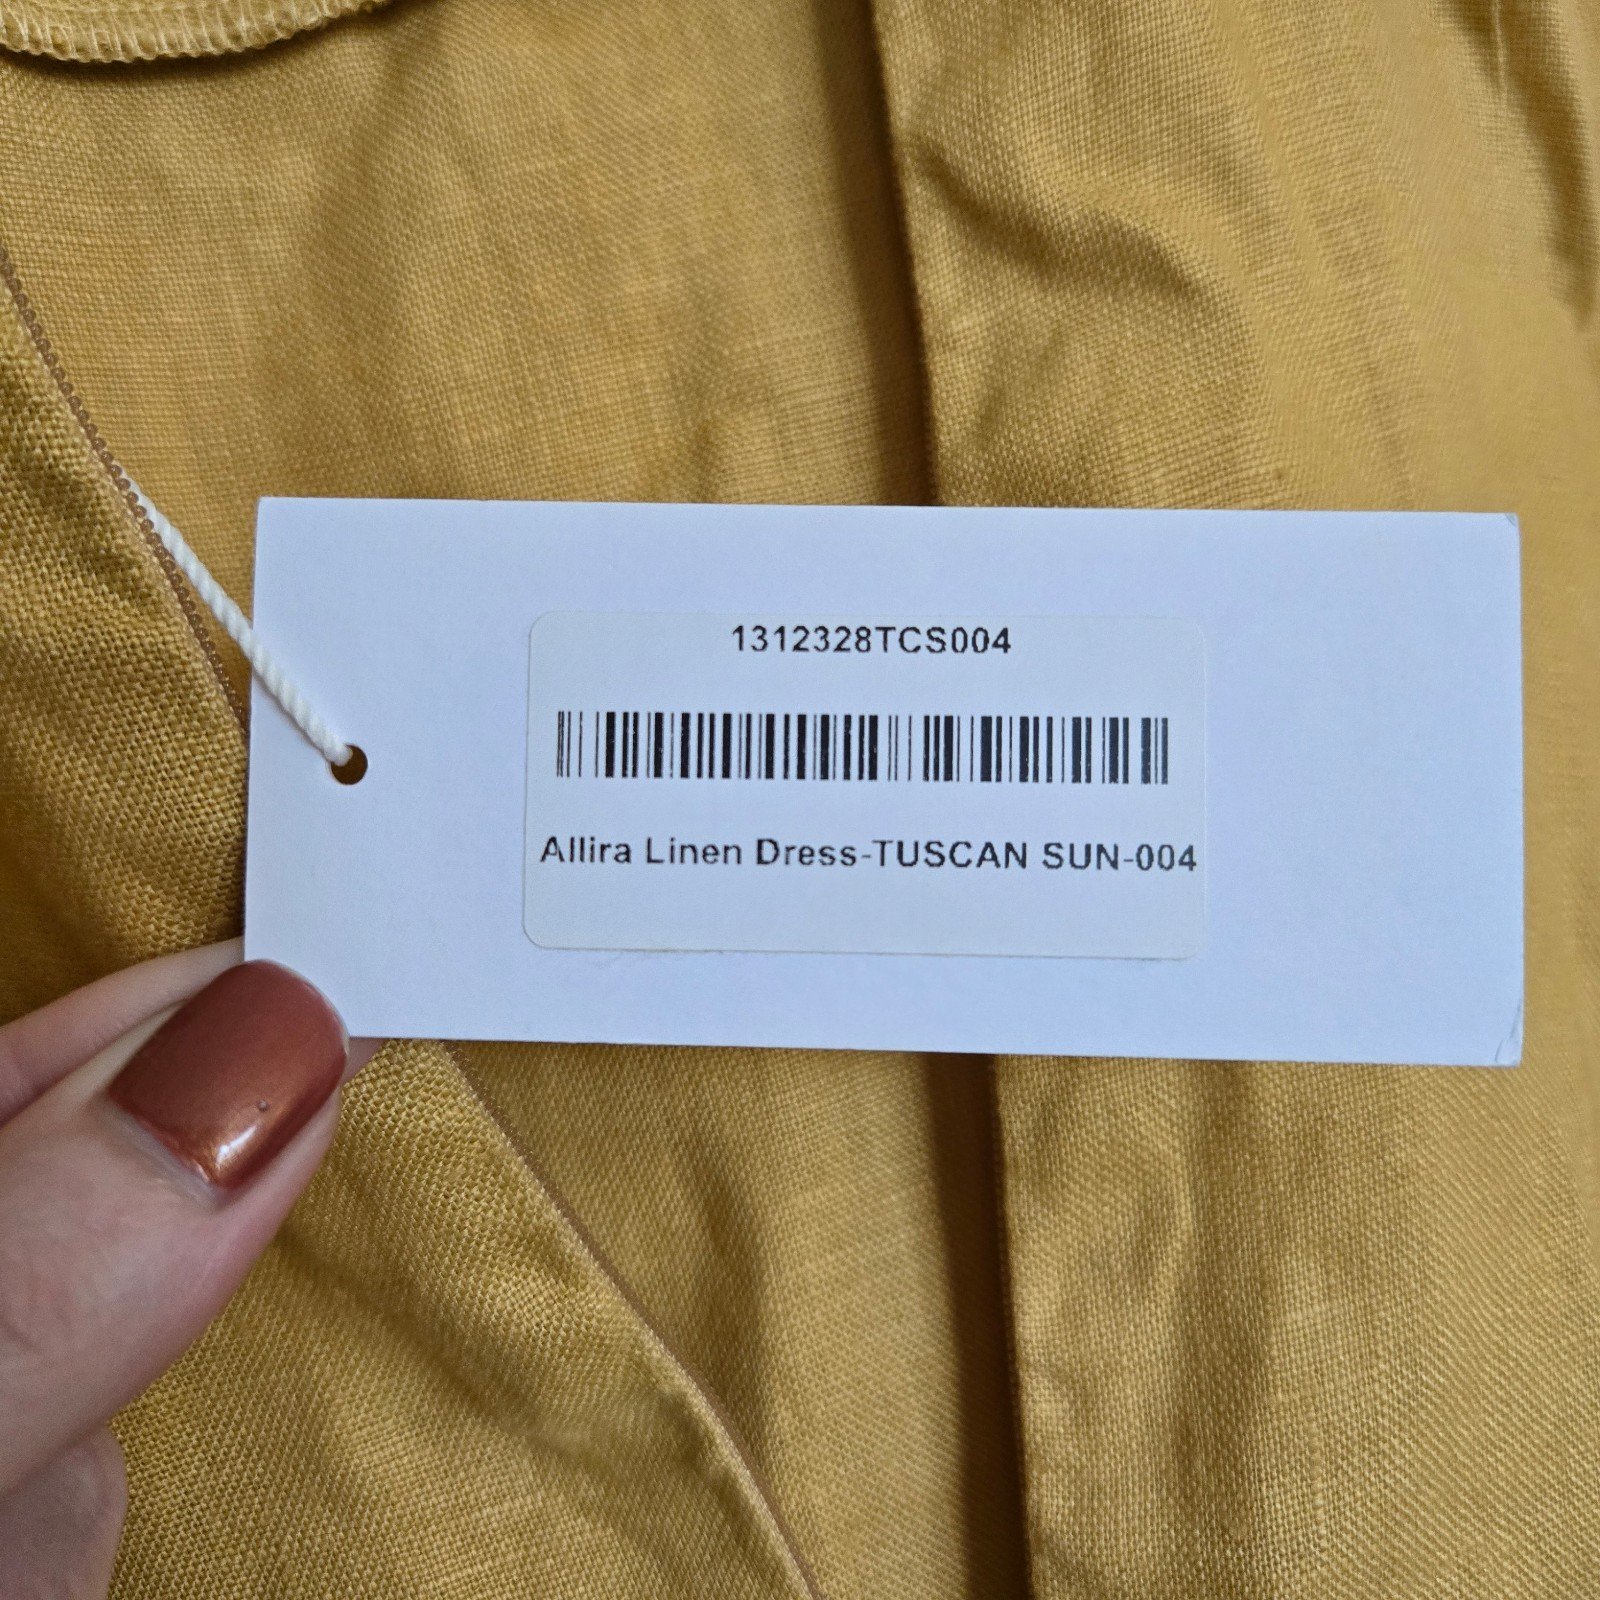 1312328TCS004
Allira Linen Dress-TUSCAN SUN-004